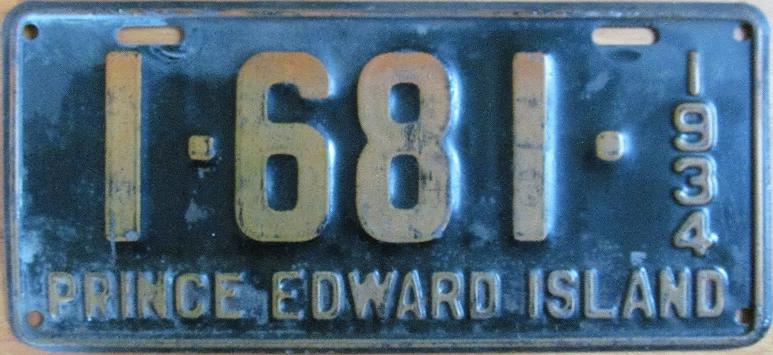 1·681·
1934
PRINCE EDWARD ISLAND